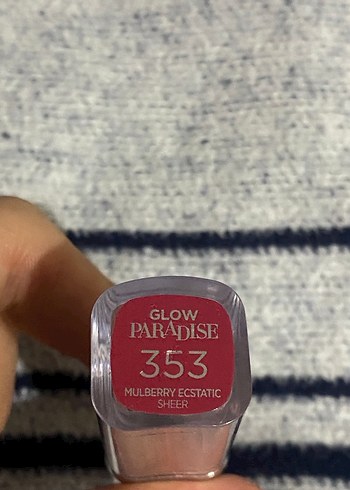 GLOW
PARADISE
353
MULBERRY ECSTATIC
SHEER